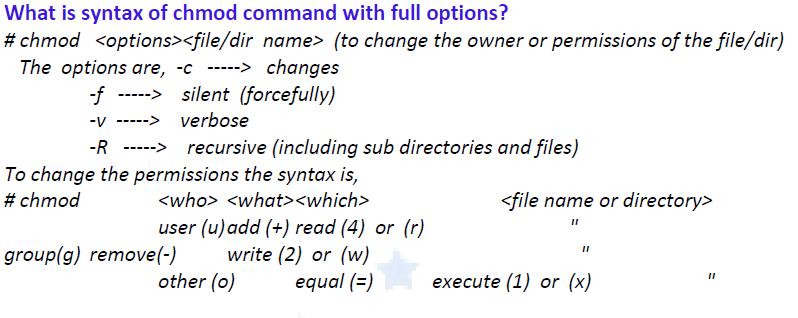 What is syntax of chmod command with full options?
# chmod <options><file/dir name> (to change the owner or permissions of the file/dir)
The options are, -c -----> changes
-f -----> silent (forcefully)
-v -----> verbose
-R -----> recursive (including sub directories and files)
To change the permissions the syntax is,
# chmod <who> <what><which> <file name or directory>
user (u) add (+) read (4) or (r) "
group(g) remove(-) write (2) or (w) "
other (o) equal (=) execute (1) or (x) "